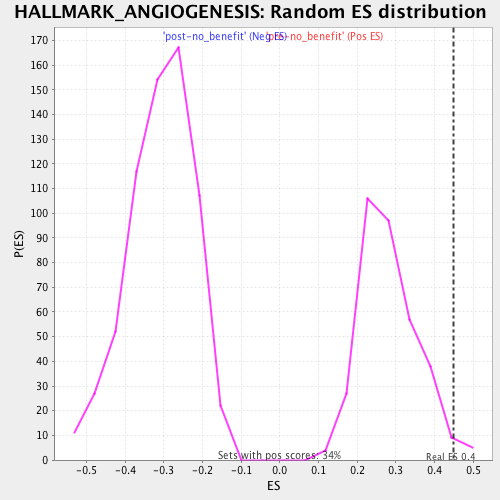 HALLMARK_ANGIOGENESIS: Random ES distribution
'post-no_benefit' (Neg ES)
'pre-no_benefit' (Pos ES)
170
160
150
140
130
120
110
100
90
80
70
60
50
40
30
20
10
0
P(ES)
Sets with pos scores: 34%
Real ES 0.4
-0.5 -0.4 -0.3 -0.2 -0.1 0.0 0.1 0.2 0.3 0.4 0.5
ES